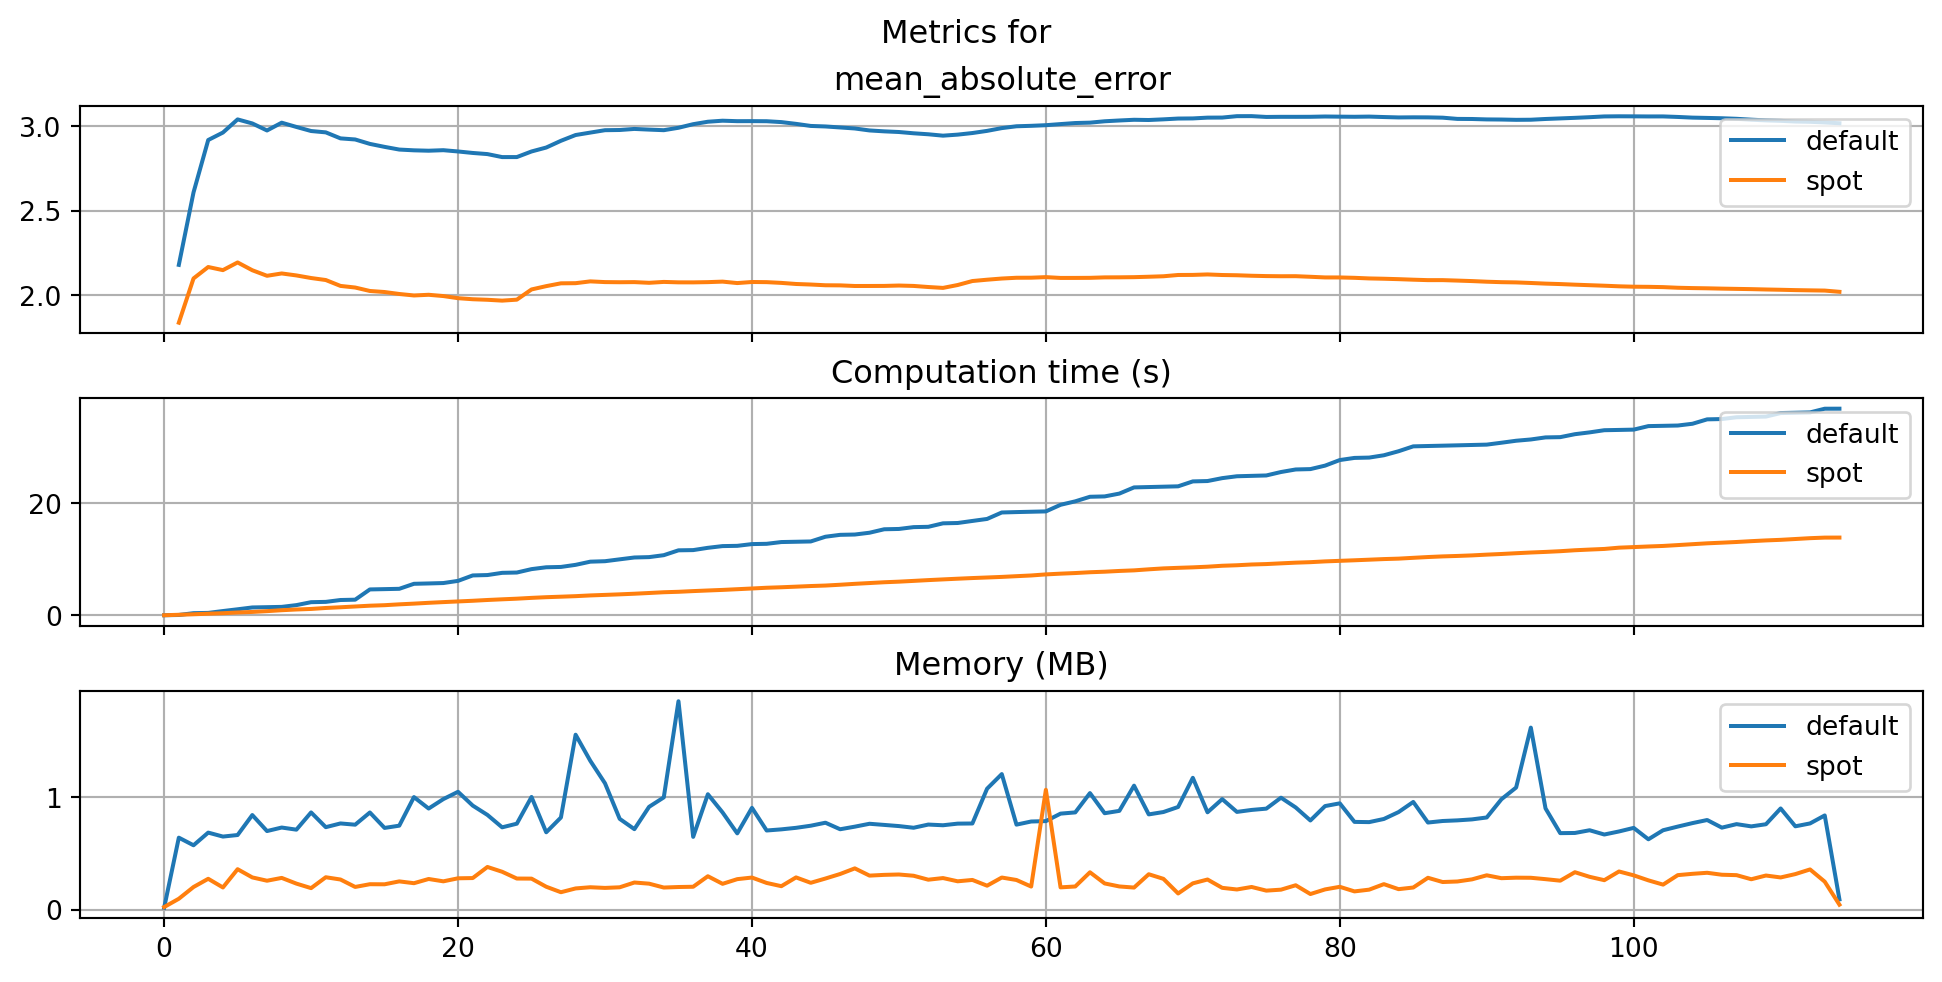 Metrics for
mean_absolute_error
3.0
2.5
2.0
default
spot
Computation time (s)
20
0
default
spot
Memory (MB)
1
0
default
spot
0 20 40 60 80 100